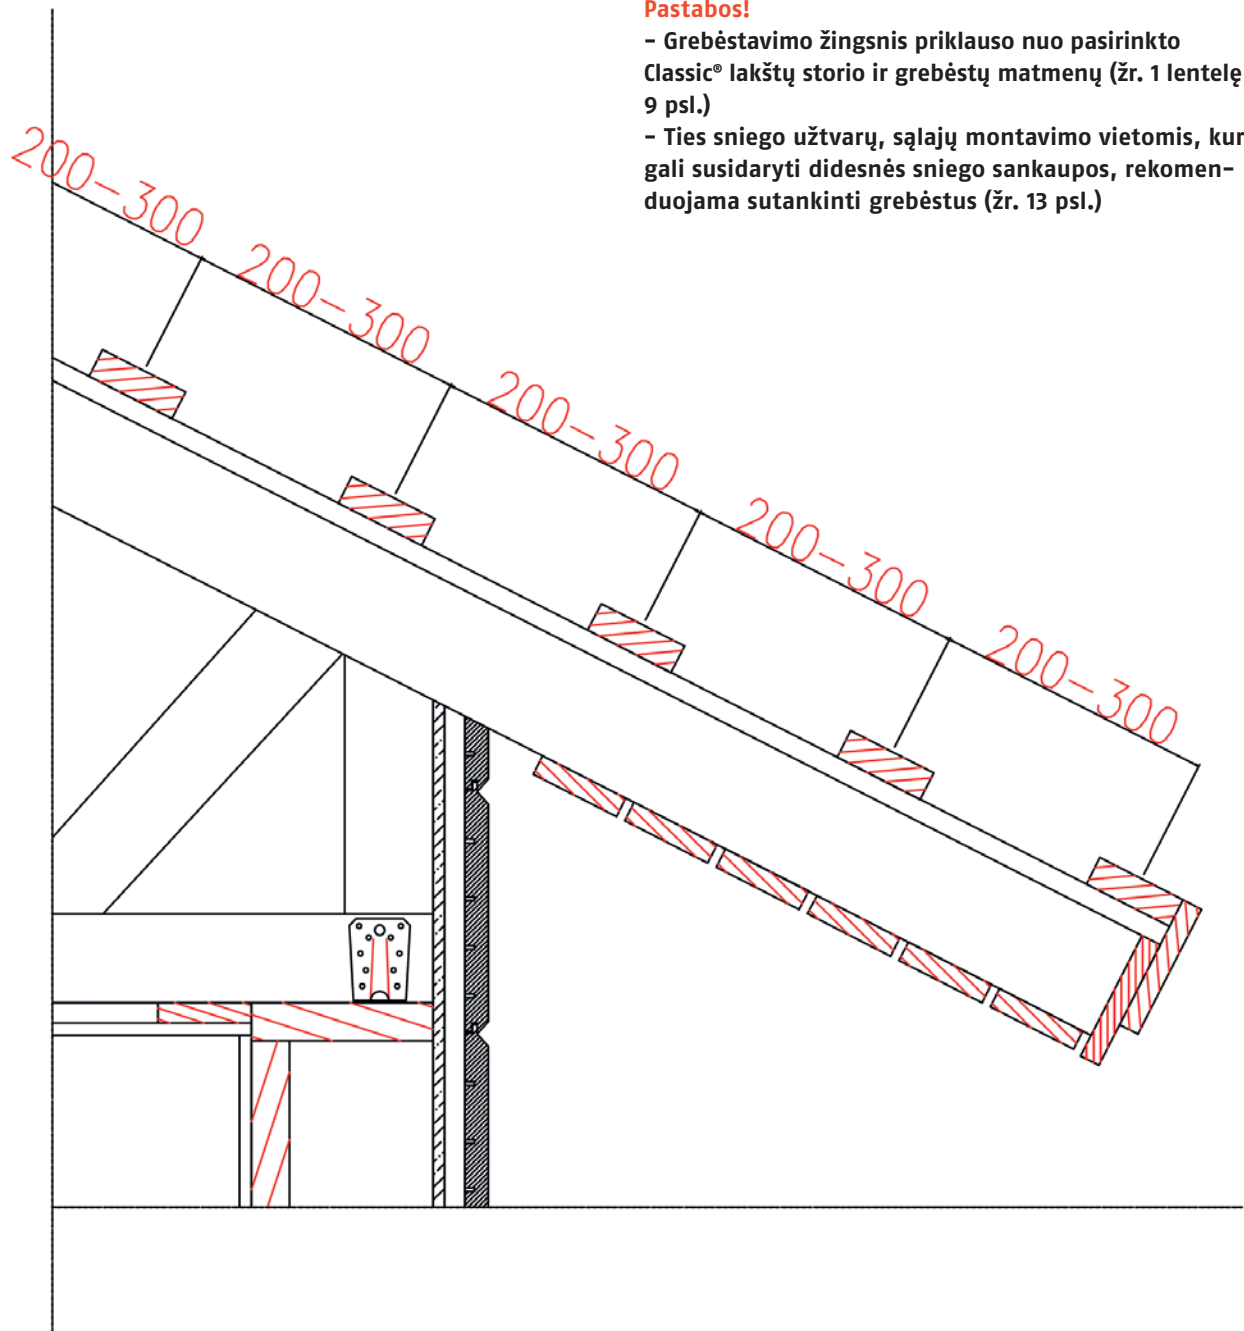 Pastabos!
– Grebėstavimo žingsnis priklauso nuo pasirinkto
Classic® lakštų storio ir grebėstų matmenų (žr. 1 lentelę
9 psl.)
– Ties sniego užtvarų, sąlajų montavimo vietomis, kur
gali susidaryti didesnės sniego sankaupos, rekomen–
duojama sutankinti grebėstus (žr. 13 psl.)
200–300
200–300
200–300
200–300
200–300